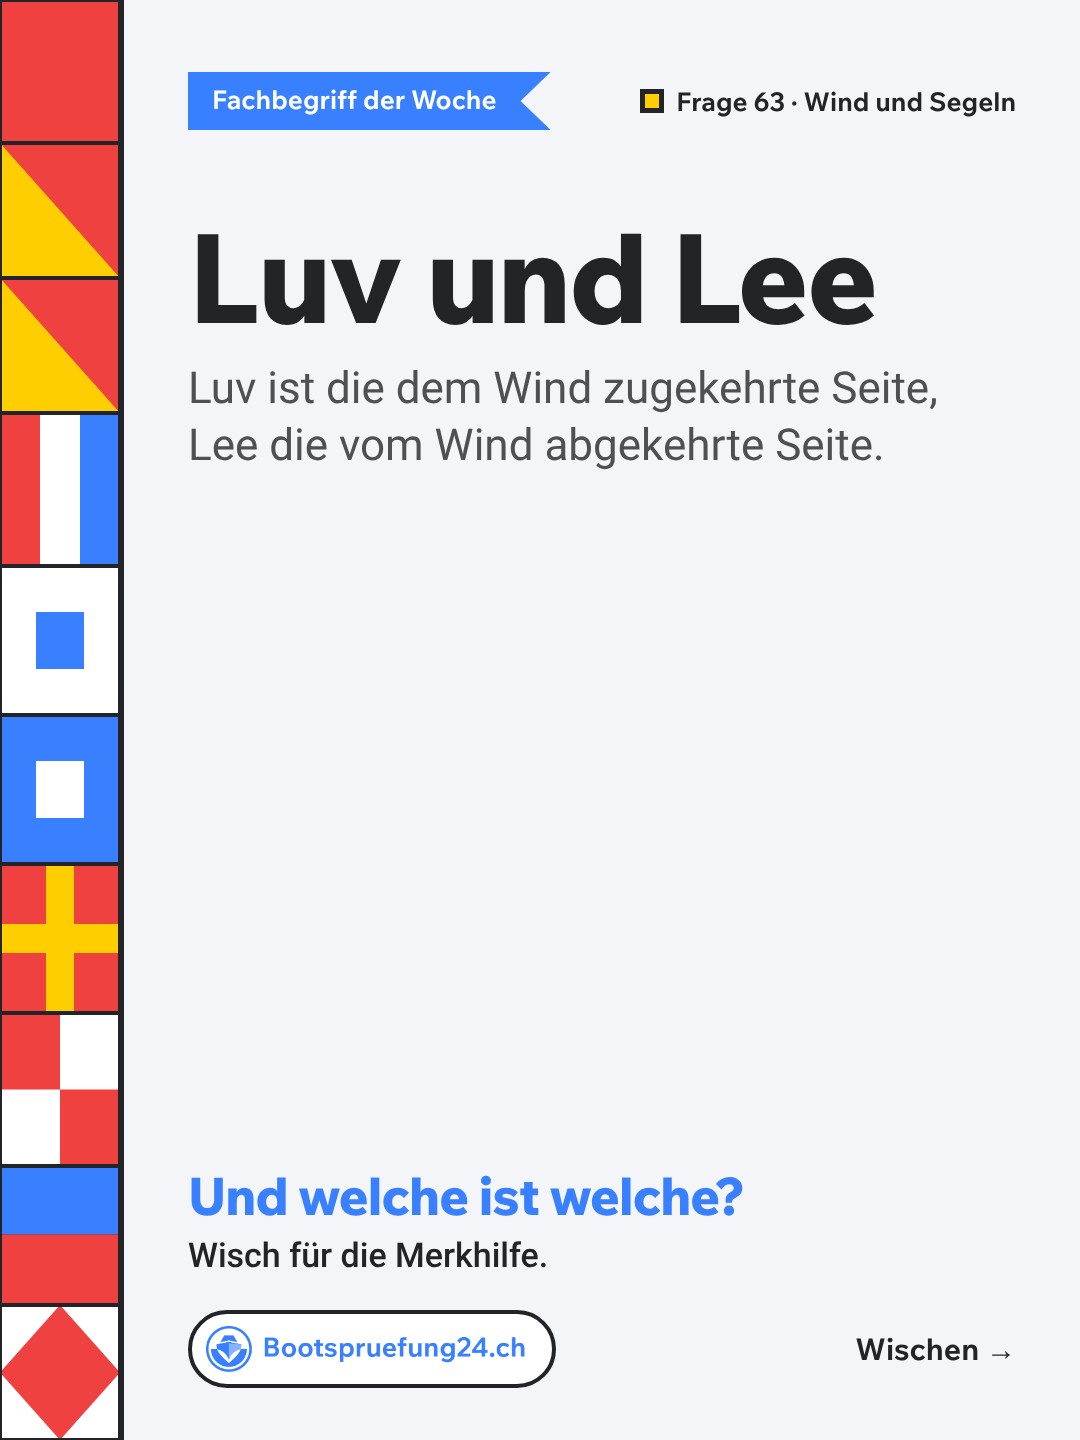 Fachbegriff der Woche
Frage 63 · Wind und Segeln
Luv und Lee
Luv ist die dem Wind zugekehrte Seite,
Lee die vom Wind abgekehrte Seite.
Und welche ist welche?
Wisch für die Merkhilfe.
Bootspruefung24.ch
Wischen →